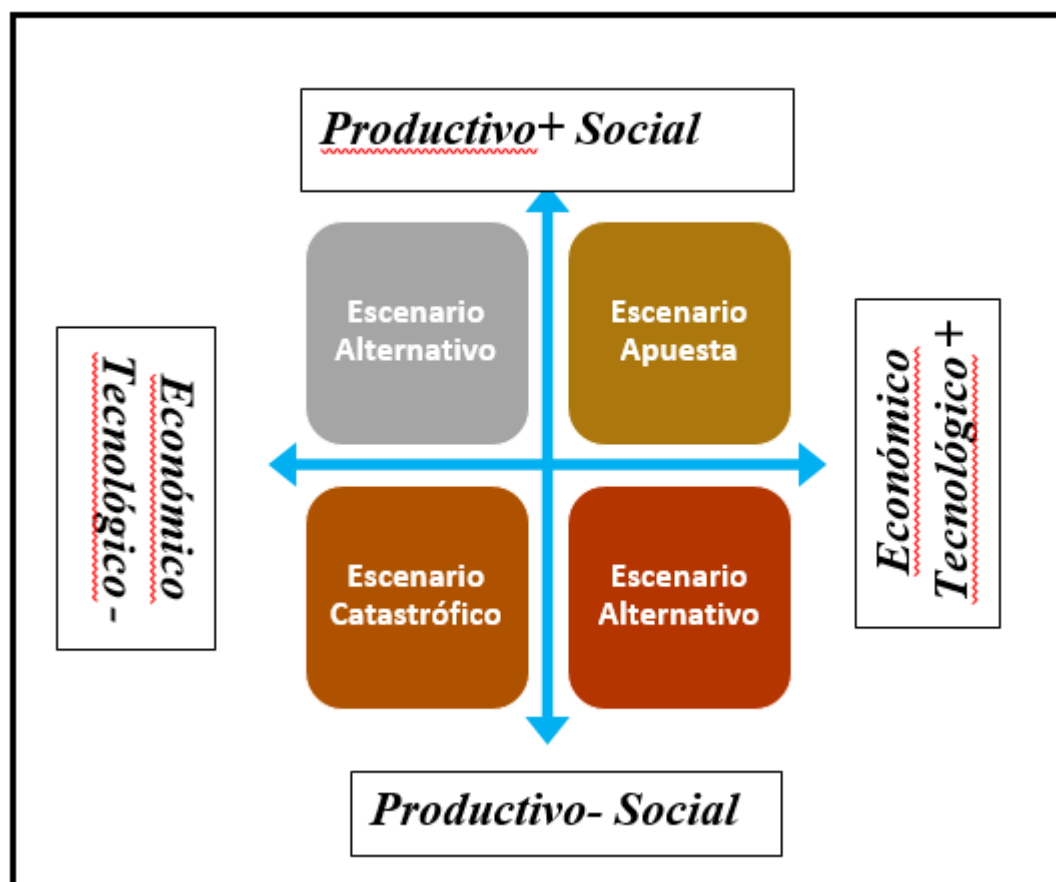 Productivo+ Social
Escenario
Alternativo
Escenario
Apuesta
Económico
Tecnológico-
Económico
Tecnológico +
Escenario
Catastrófico
Escenario
Alternativo
Productivo- Social